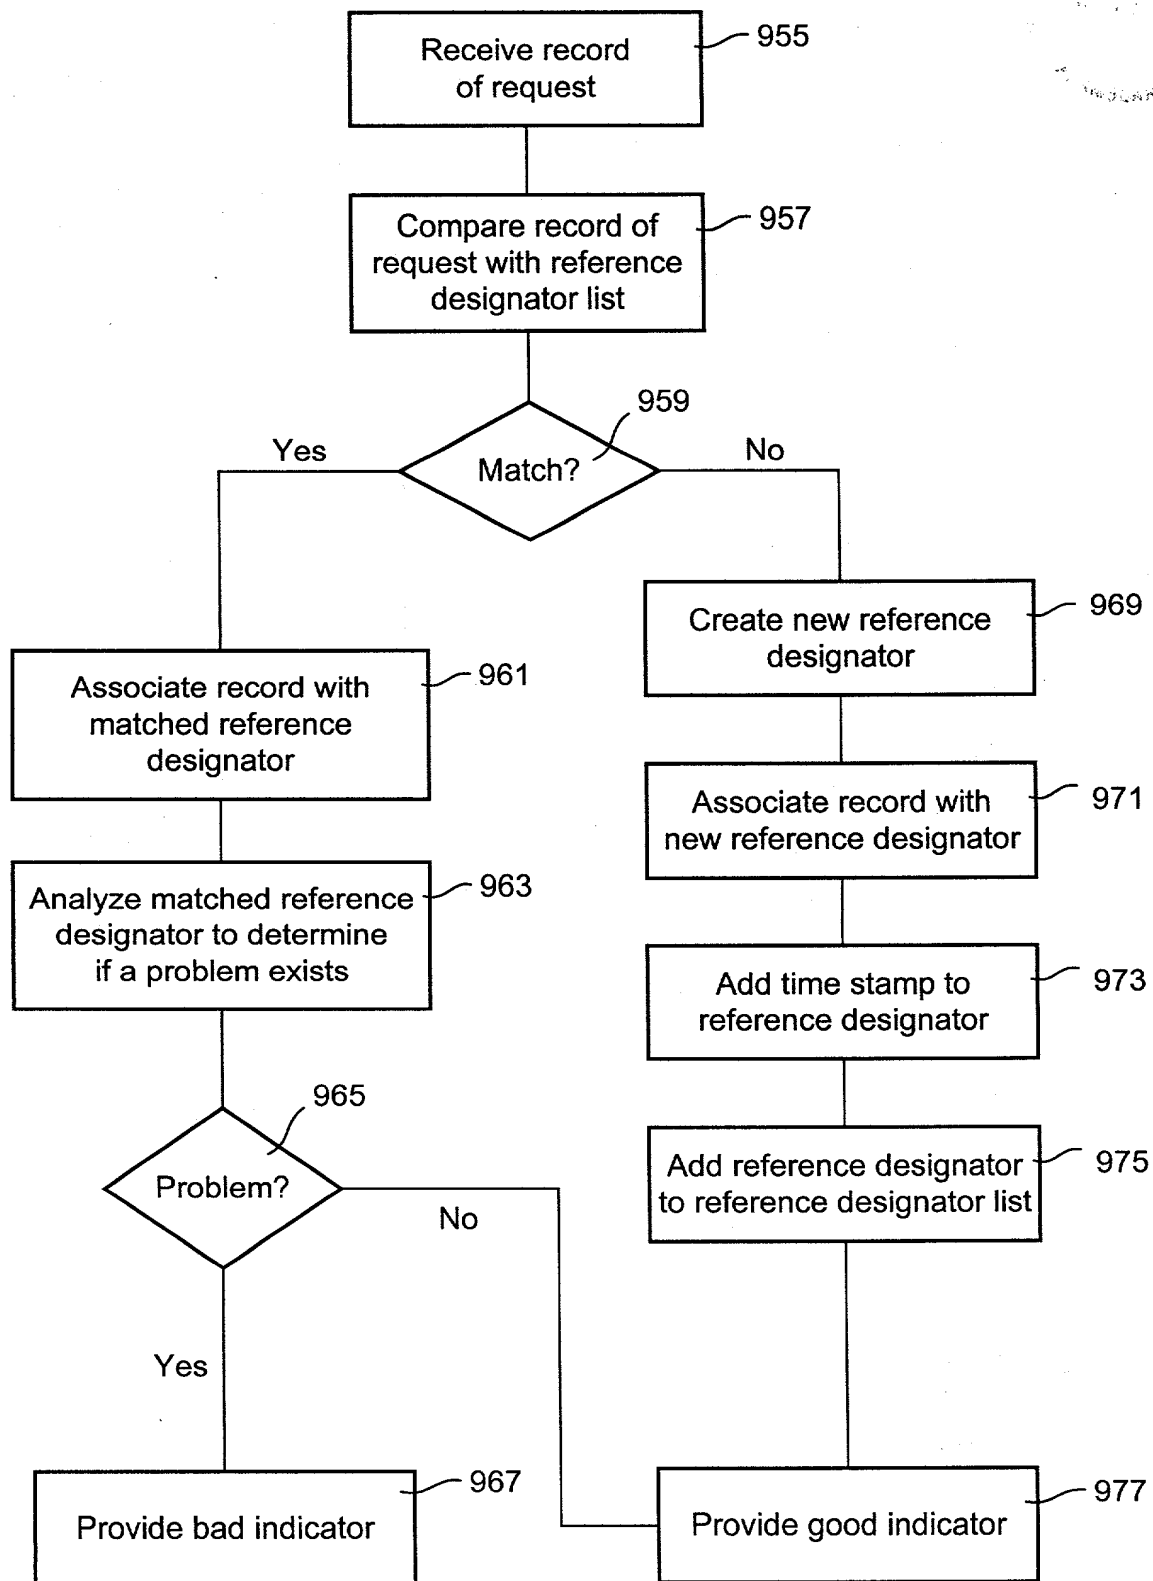 Receive record
of request
955
Compare record of
request with reference
designator list
957
Match?
959
Yes
No
Associate record with
matched reference
designator
961
Analyze matched reference
designator to determine
if a problem exists
963
Problem?
965
Yes
No
Provide bad indicator
967
Create new reference
designator
969
Associate record with
new reference designator
971
Add time stamp to
reference designator
973
Add reference designator
to reference designator list
975
Provide good indicator
977